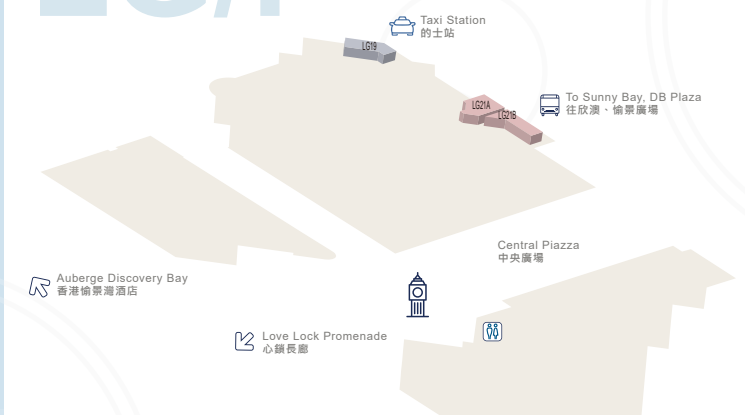 Taxi Station
的士站
LG19
LG21A
LG21B
To Sunny Bay, DB Plaza
往欣澳、愉景廣場
Central Piazza
中央廣場
Auberge Discovery Bay
香港愉景灣酒店
Love Lock Promenade
心鎖長廊